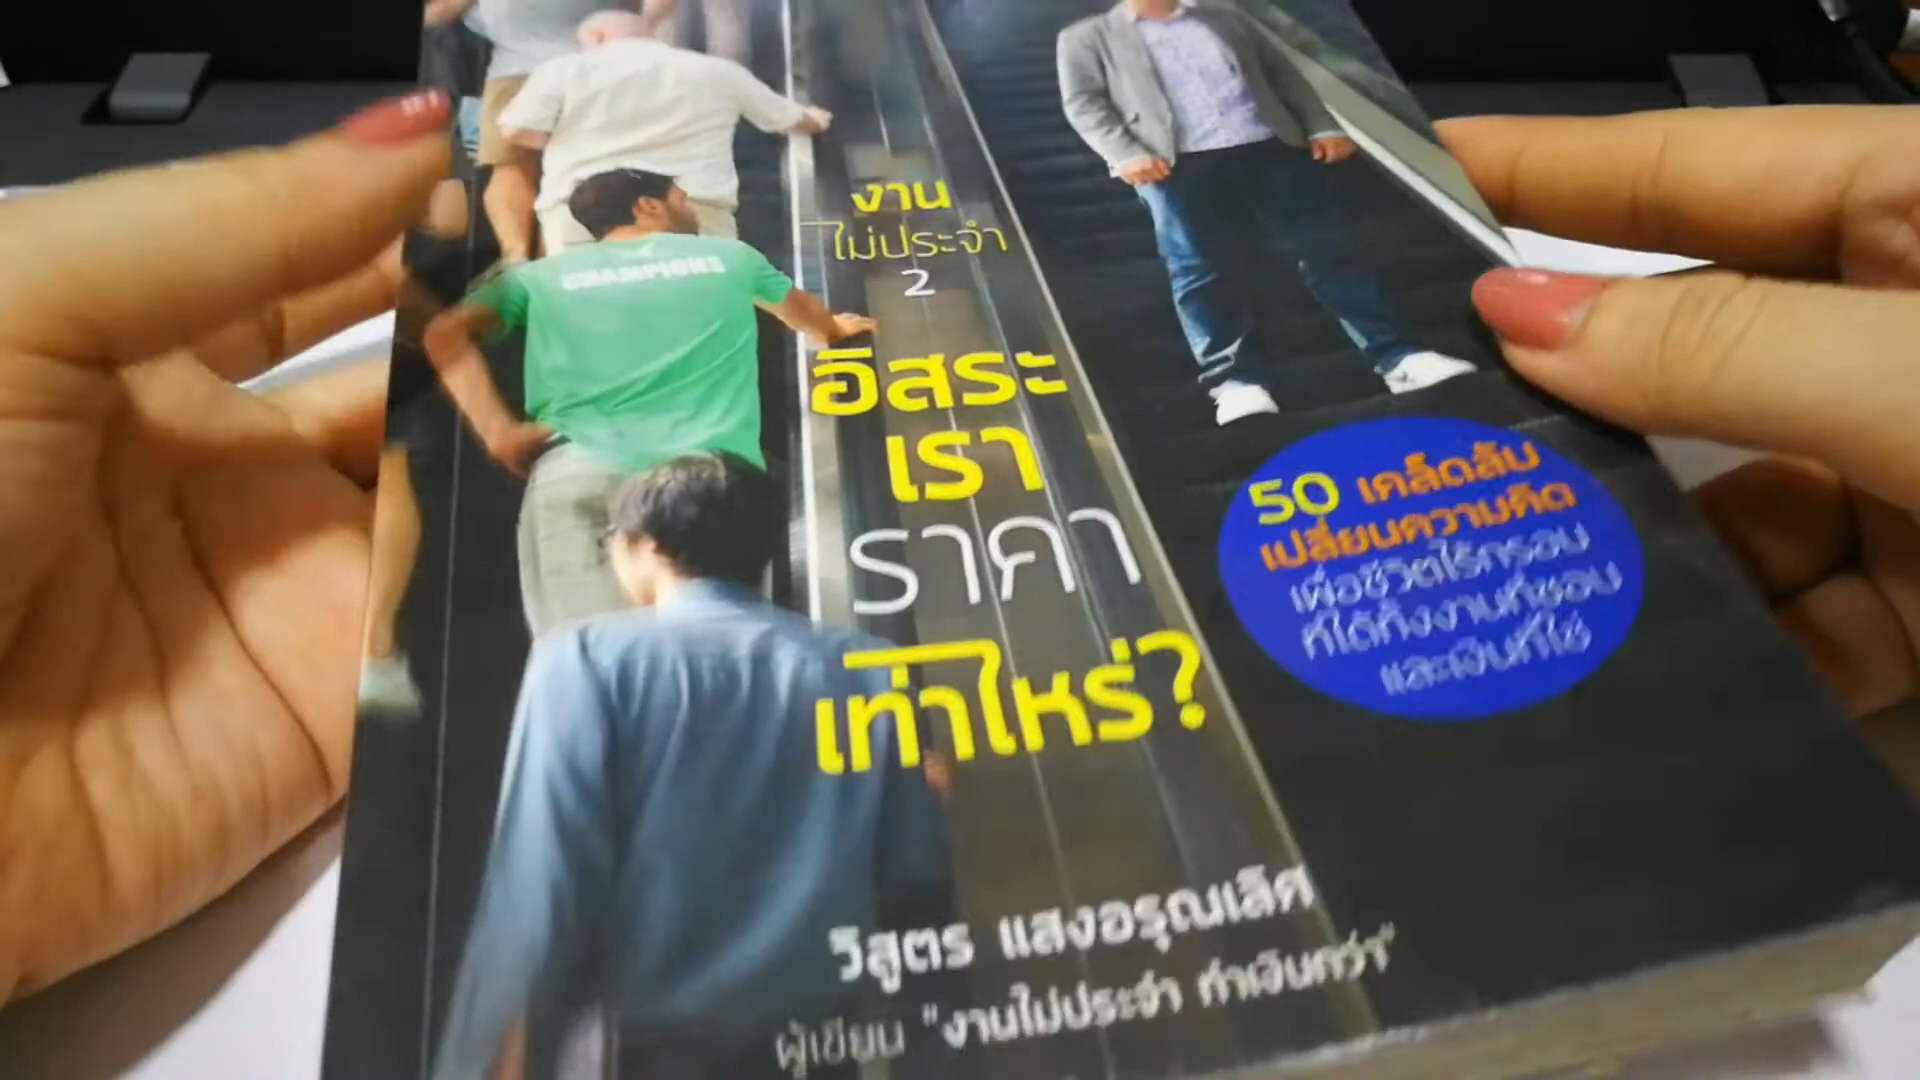 CHAMPIONS
งาน
ไม่ประจำ
2
อิสระ
เรา
ราคา
เท่าไหร่?
50 เคล็ดลับ
เปลี่ยนความคิด
เพื่อชีวิตไร้กรอบ
ที่ได้ทั้งงานที่ชอบ
และเงินที่ใช่
วิสูตร แสงอรุณเลิศ
ผู้เขียน "งานไม่ประจำ ทำเงินกว่า"